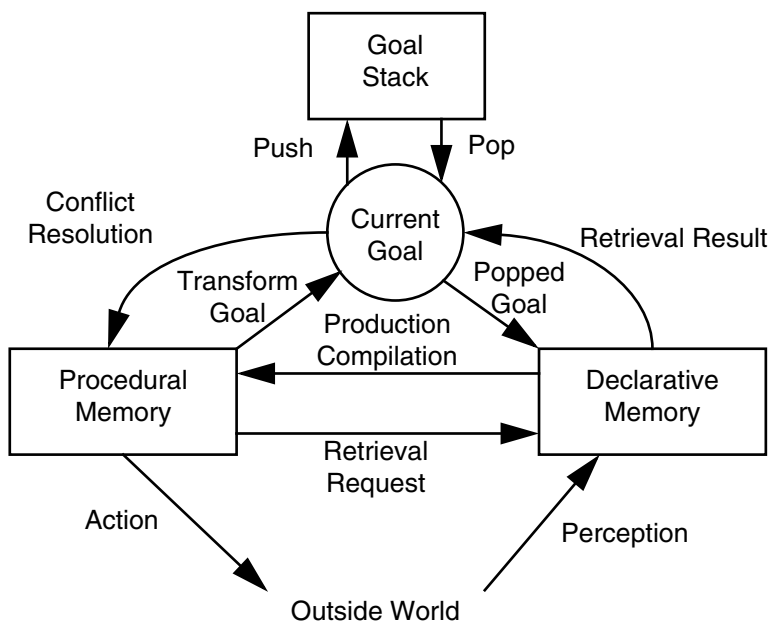 Goal
Stack
Push
Pop
Conflict
Resolution
Current
Goal
Retrieval Result
Transform
Goal
Popped
Goal
Production
Compilation
Procedural
Memory
Declarative
Memory
Retrieval
Request
Action
Perception
Outside World